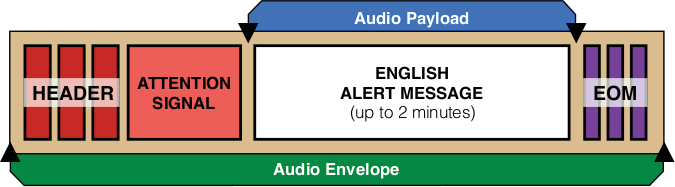 Audio Payload
HEADER
ATTENTION
SIGNAL
ENGLISH
ALERT MESSAGE
(up to 2 minutes)
EOM
Audio Envelope